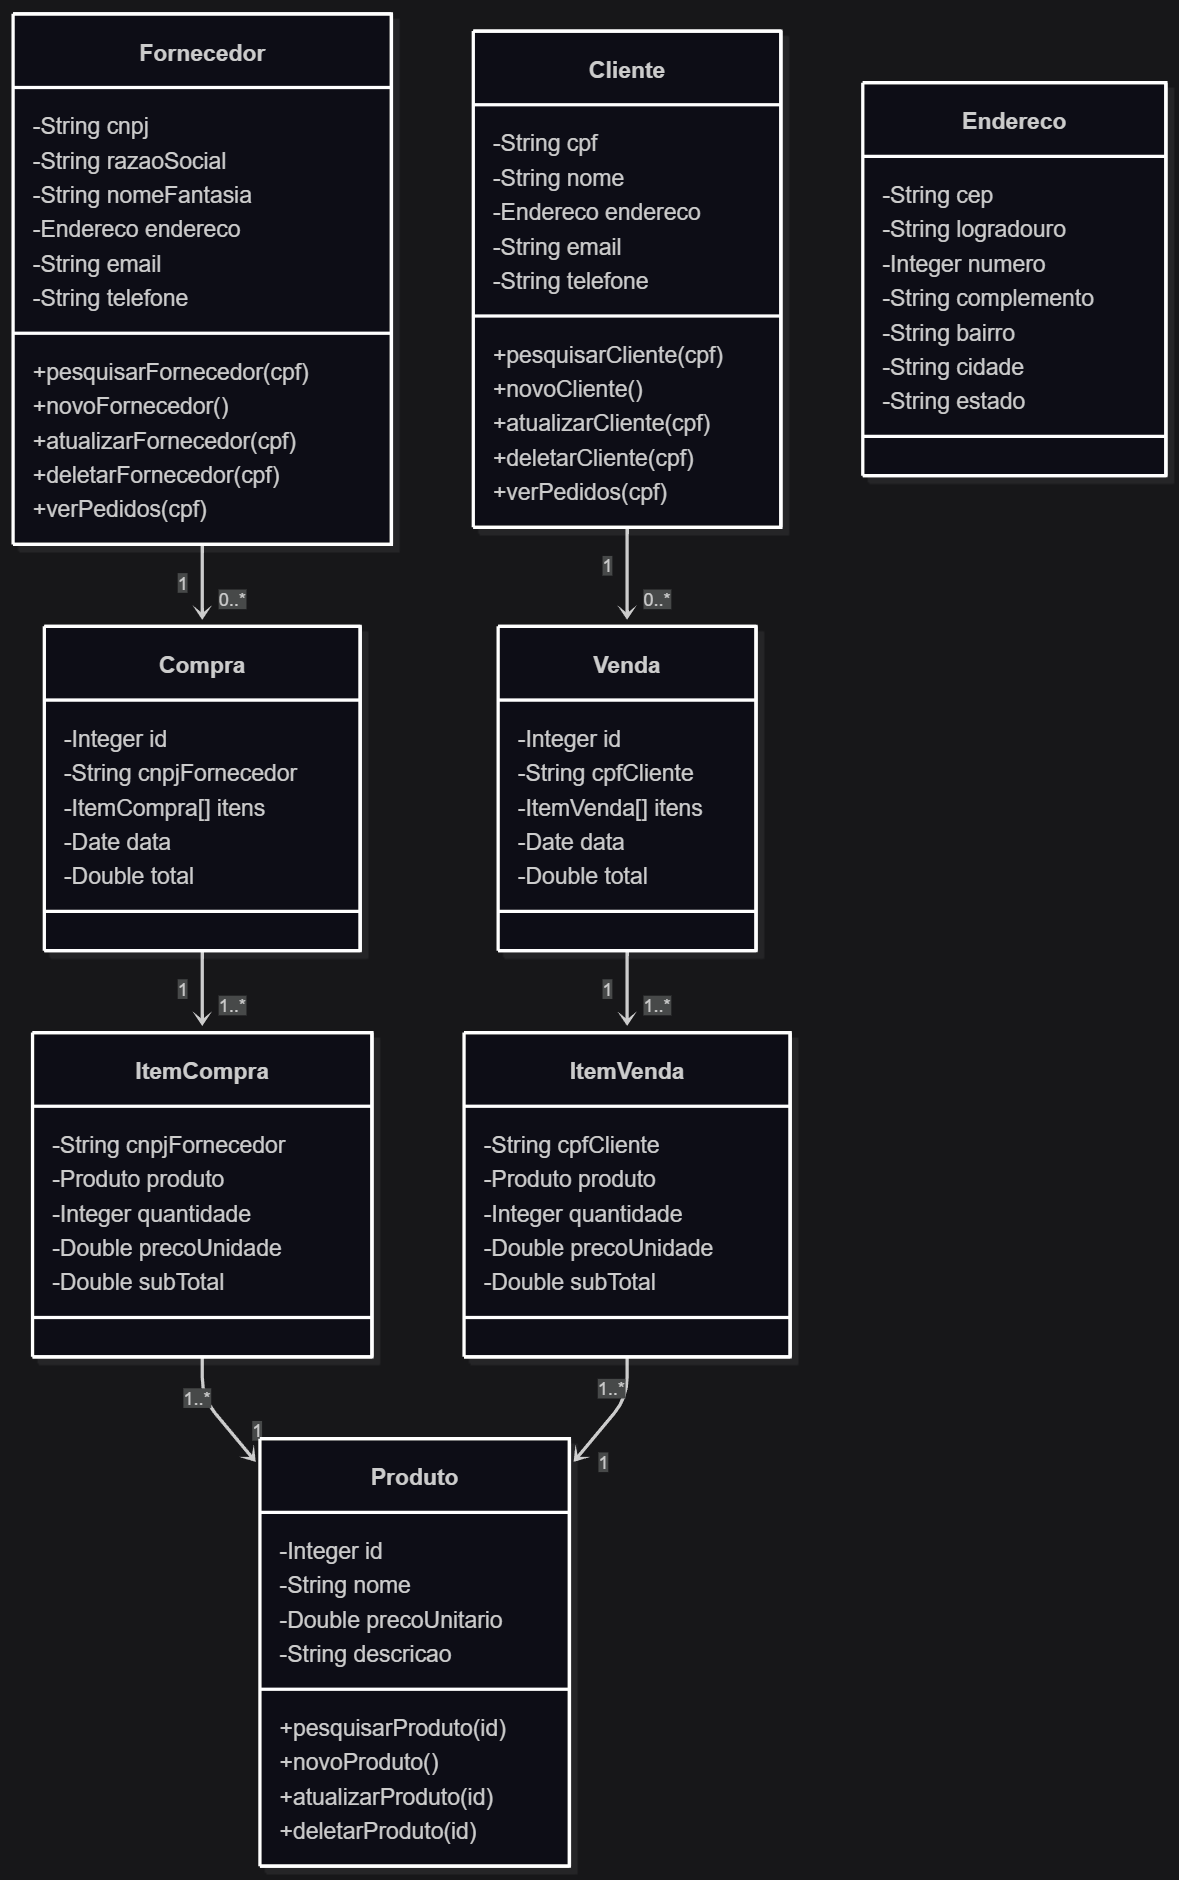 Fornecedor
-String cnpj
-String razaoSocial
-String nomeFantasia
-Endereco endereco
-String email
-String telefone
+pesquisarFornecedor(cpf)
+novoFornecedor()
+atualizarFornecedor(cpf)
+deletarFornecedor(cpf)
+verPedidos(cpf)
Cliente
-String cpf
-String nome
-Endereco endereco
-String email
-String telefone
+pesquisarCliente(cpf)
+novoCliente()
+atualizarCliente(cpf)
+deletarCliente(cpf)
+verPedidos(cpf)
Endereco
-String cep
-String logradouro
-Integer numero
-String complemento
-String bairro
-String cidade
-String estado
1
0..*
1
0..*
Compra
-Integer id
-String cnpjFornecedor
-ItemCompra[] itens
-Date data
-Double total
Venda
-Integer id
-String cpfCliente
-ItemVenda[] itens
-Date data
-Double total
1
1..*
1
1..*
ItemCompra
-String cnpjFornecedor
-Produto produto
-Integer quantidade
-Double precoUnidade
-Double subTotal
ItemVenda
-String cpfCliente
-Produto produto
-Integer quantidade
-Double precoUnidade
-Double subTotal
1..*
1
1..*
1
Produto
-Integer id
-String nome
-Double precoUnitario
-String descricao
+pesquisarProduto(id)
+novoProduto()
+atualizarProduto(id)
+deletarProduto(id)